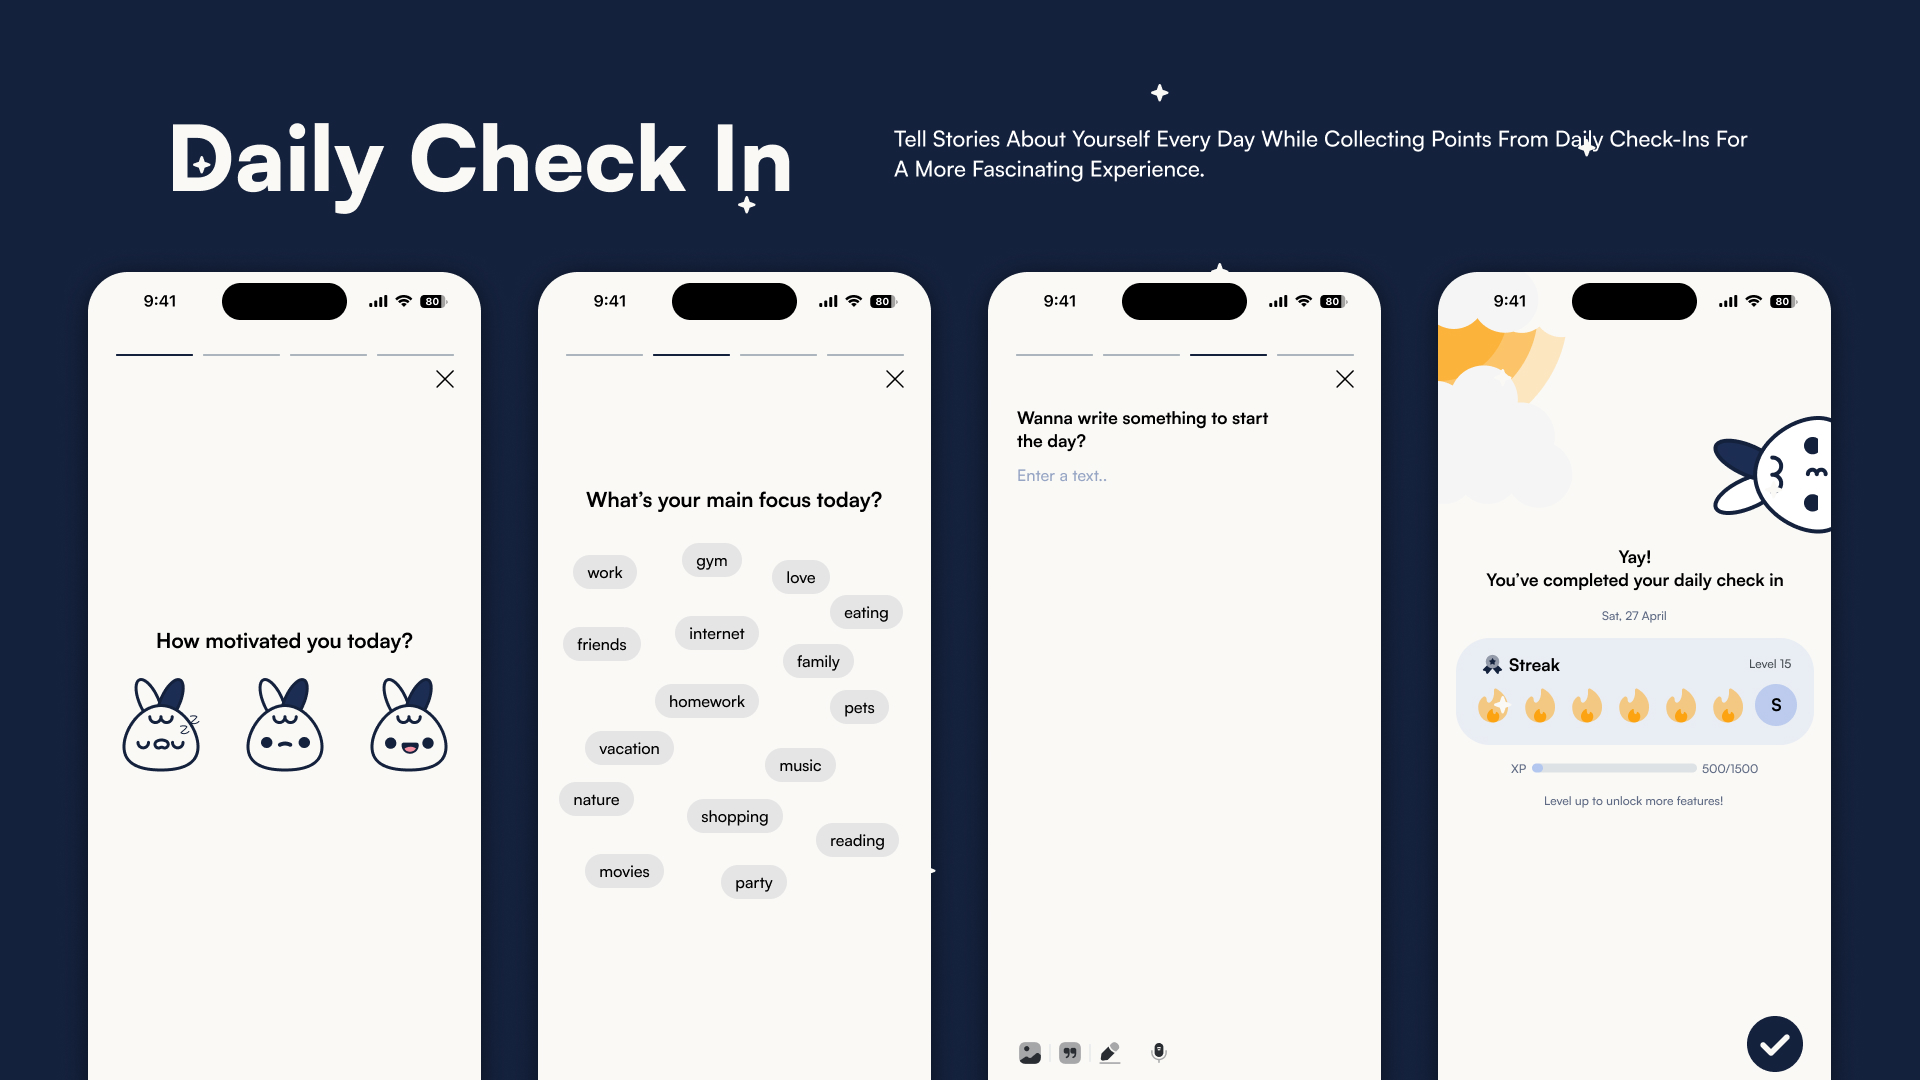 Daily Check In
Tell Stories About Yourself Every Day While Collecting Points From Daily Check-Ins For
A More Fascinating Experience.
9:41
80
How motivated you today?
z
z
9:41
80
What's your main focus today?
work
gym
love
eating
friends
internet
family
homework
pets
vacation
music
nature
shopping
reading
movies
party
9:41
80
Wanna write something to start
the day?
Enter a text..
9:41
80
Yay!
You've completed your daily check in
Sat, 27 April
Streak
Level 15
S
XP
500/1500
Level up to unlock more features!